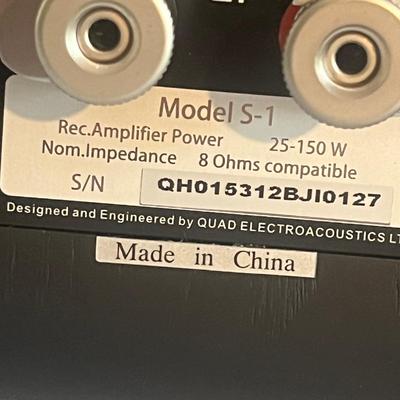 Model S-1
Rec.Amplifier Power 25-150 W
Nom.Impedance 8 Ohms compatible
S/N QH015312BJI0127
Designed and Engineered by QUAD ELECTROACOUSTICS
Made in China